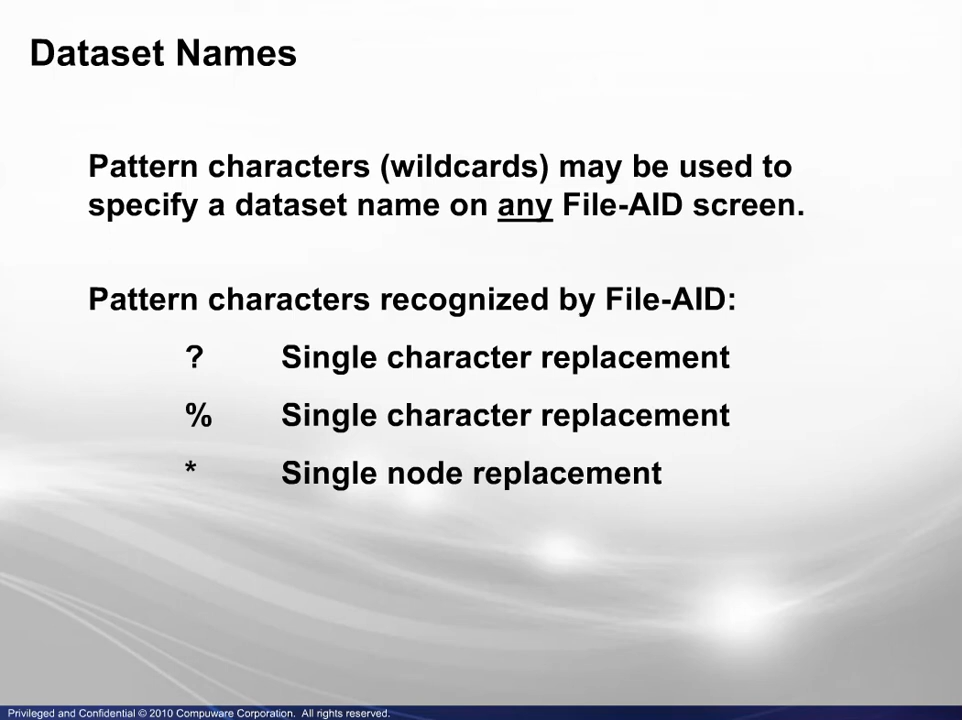 Dataset Names
Pattern characters (wildcards) may be used to
specify a dataset name on any File-AID screen.
Pattern characters recognized by File-AID:
? Single character replacement
% Single character replacement
* Single node replacement
Privileged and Confidential © 2010 Compuware Corporation. All rights reserved.